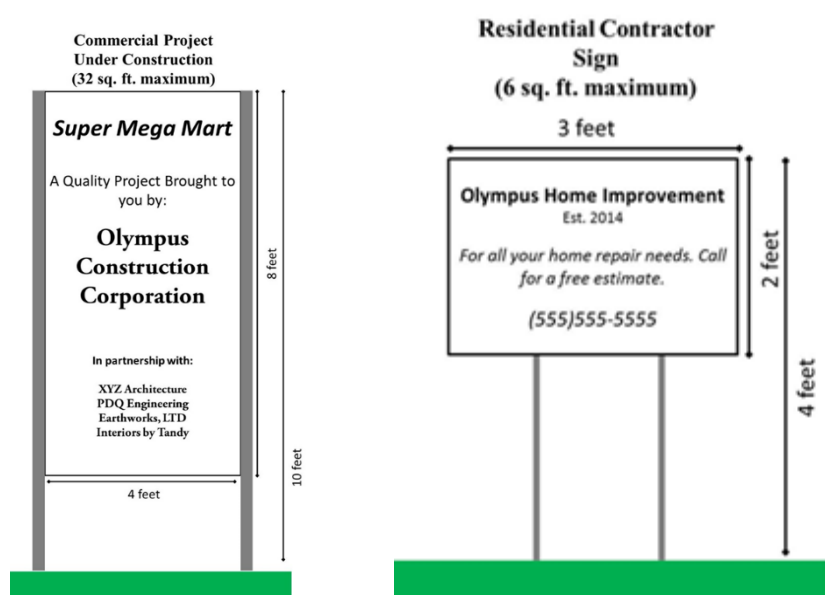 Commercial Project
Under Construction
(32 sq. ft. maximum)
Super Mega Mart
A Quality Project Brought to
you by:
Olympus
Construction
Corporation
In partnership with:
XYZ Architecture
PDQ Engineering
Earthworks, LTD
Interiors by Tandy
8 feet
4 feet
10 feet
Residential Contractor
Sign
(6 sq. ft. maximum)
3 feet
Olympus Home Improvement
Est. 2014
For all your home repair needs. Call
for a free estimate.
(555)555-5555
2 feet
4 feet